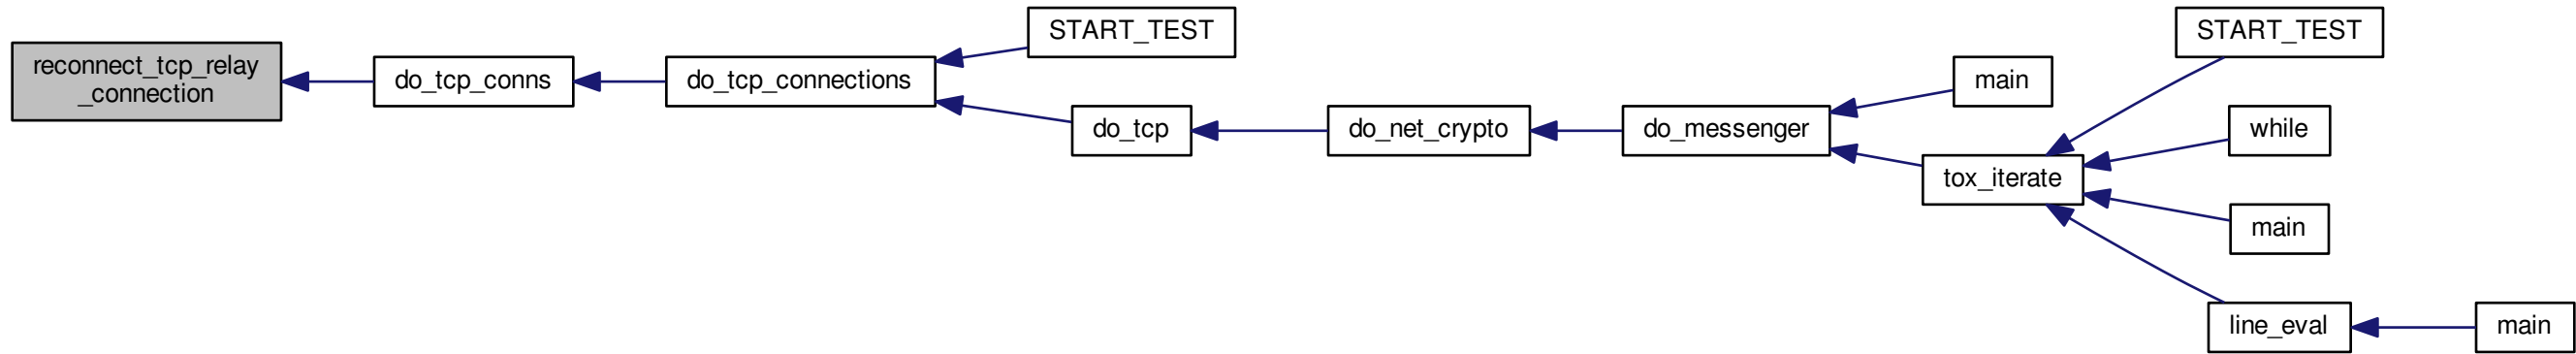 reconnect_tcp_relay
_connection
do_tcp_conns
do_tcp_connections
START_TEST
do_tcp
do_net_crypto
do_messenger
main
tox_iterate
START_TEST
while
main
line_eval
main